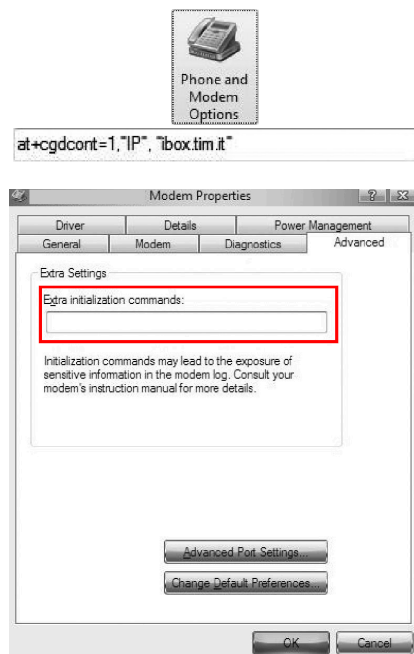 Phone and
Modem
Options
at+cgdcont=1,"IP", "ibox.tim.it"
Modem Properties
Driver Details Power Management
General Modem Diagnostics Advanced
Extra Settings
Extra initialization commands:
Initialization commands may lead to the exposure of
sensitive information in the modem log. Consult your
modem's instruction manual for more details.
Advanced Port Settings...
Change Default Preferences...
OK Cancel